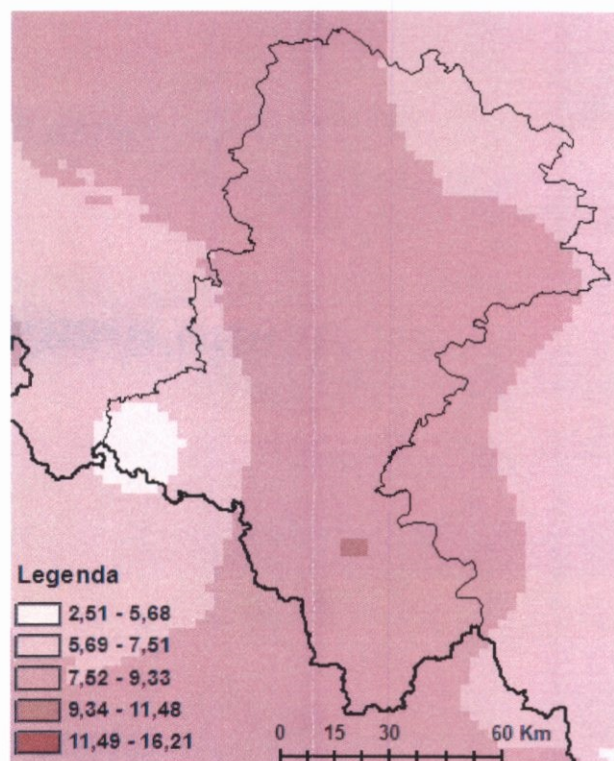 Legenda
2,51 - 5,68
5,69 - 7,51
7,52 - 9,33
9,34 - 11,48
11,49 - 16,21
0 15 30 60 Km